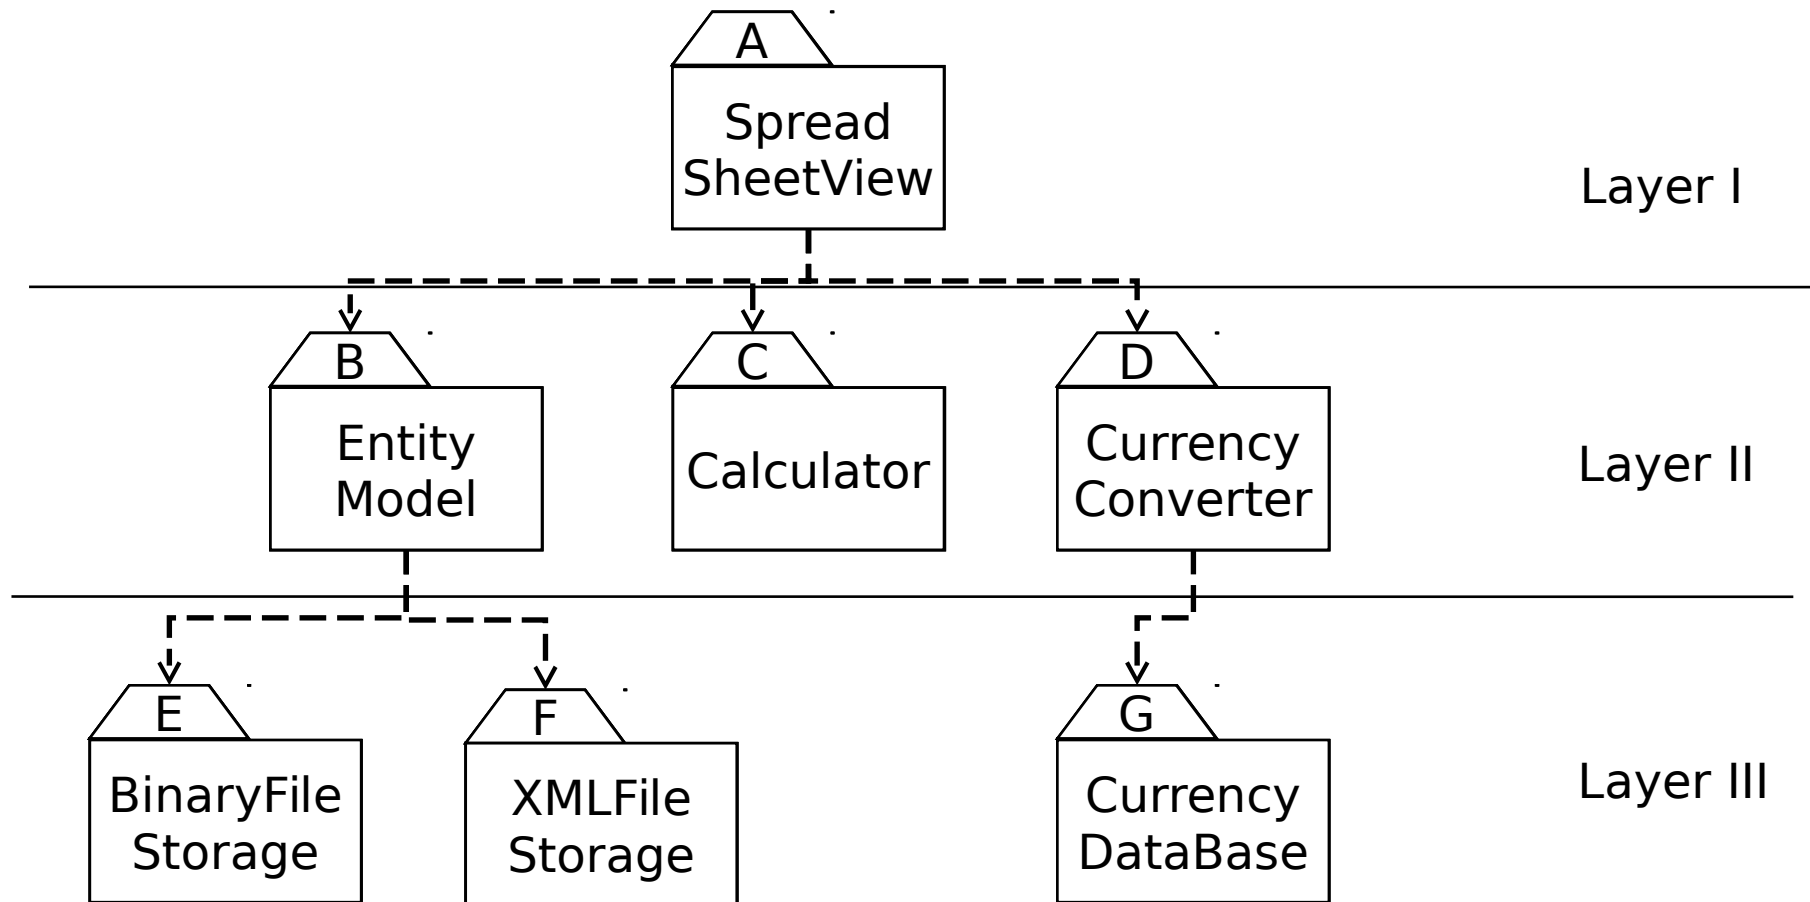 A
Spread
SheetView
Layer I
B
Entity
Model
C
Calculator
D
Currency
Converter
Layer II
E
BinaryFile
Storage
F
XMLFile
Storage
G
Currency
DataBase
Layer III